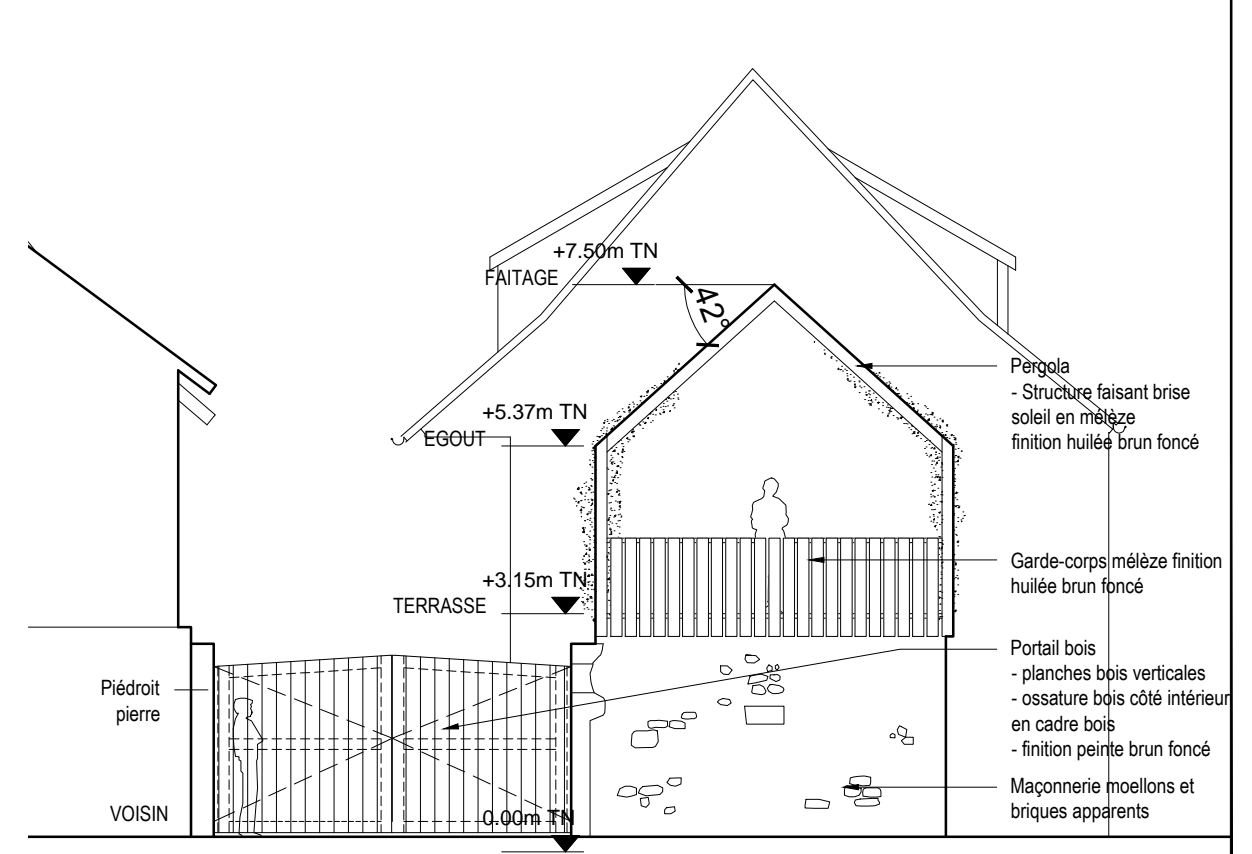 +7.50m TN
FAITAGE
42°
Pergola
- Structure faisant brise
soleil en mélèze
finition huilée brun foncé
+5.37m TN
EGOUT
Garde-corps mélèze finition
huilée brun foncé
+3.15m TN
TERRASSE
Portail bois
- planches bois verticales
- ossature bois côté intérieur
en cadre bois
- finition peinte brun foncé
Piédroit
pierre
Maçonnerie moellons et
briques apparents
VOISIN
0.00m TN